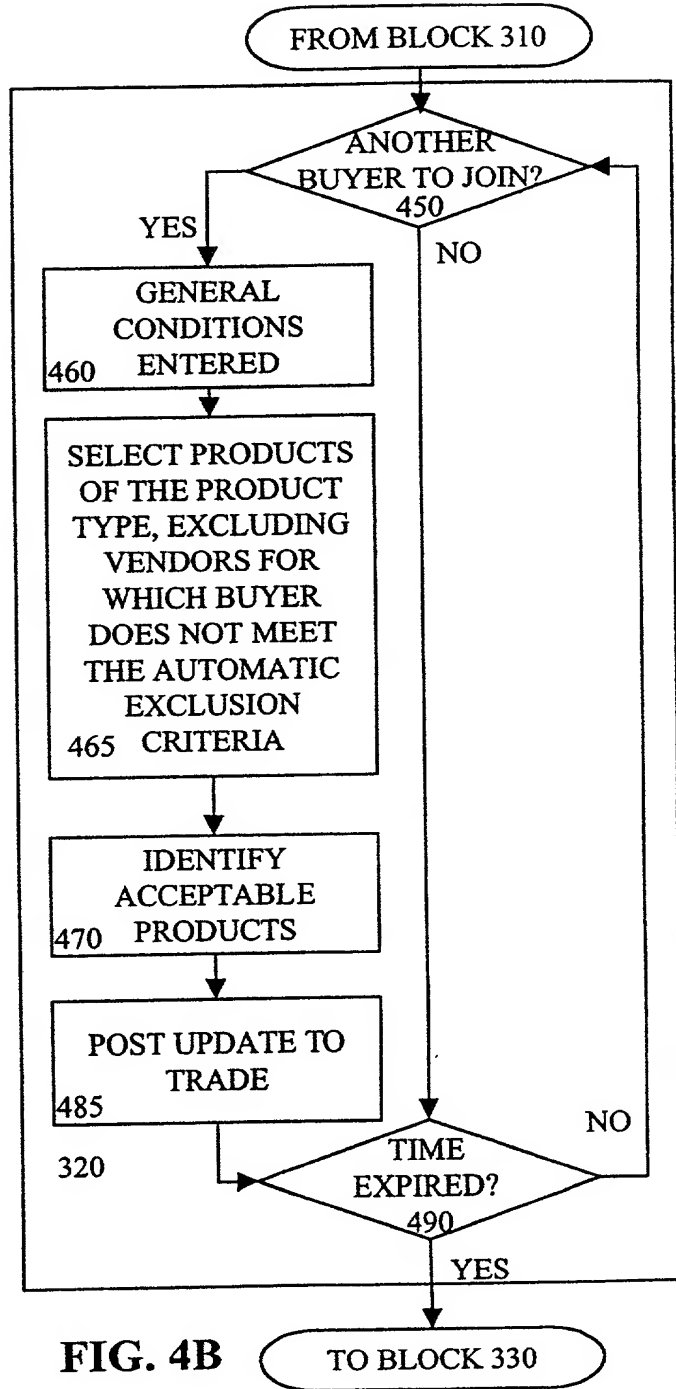 FROM BLOCK 310
ANOTHER
BUYER TO JOIN?
450
YES
NO
GENERAL
CONDITIONS
ENTERED
460
SELECT PRODUCTS
OF THE PRODUCT
TYPE, EXCLUDING
VENDORS FOR
WHICH BUYER
DOES NOT MEET
THE AUTOMATIC
EXCLUSION
CRITERIA
465
IDENTIFY
ACCEPTABLE
PRODUCTS
470
POST UPDATE TO
TRADE
485
320
TIME
EXPIRED?
490
NO
YES
FIG. 4B
TO BLOCK 330